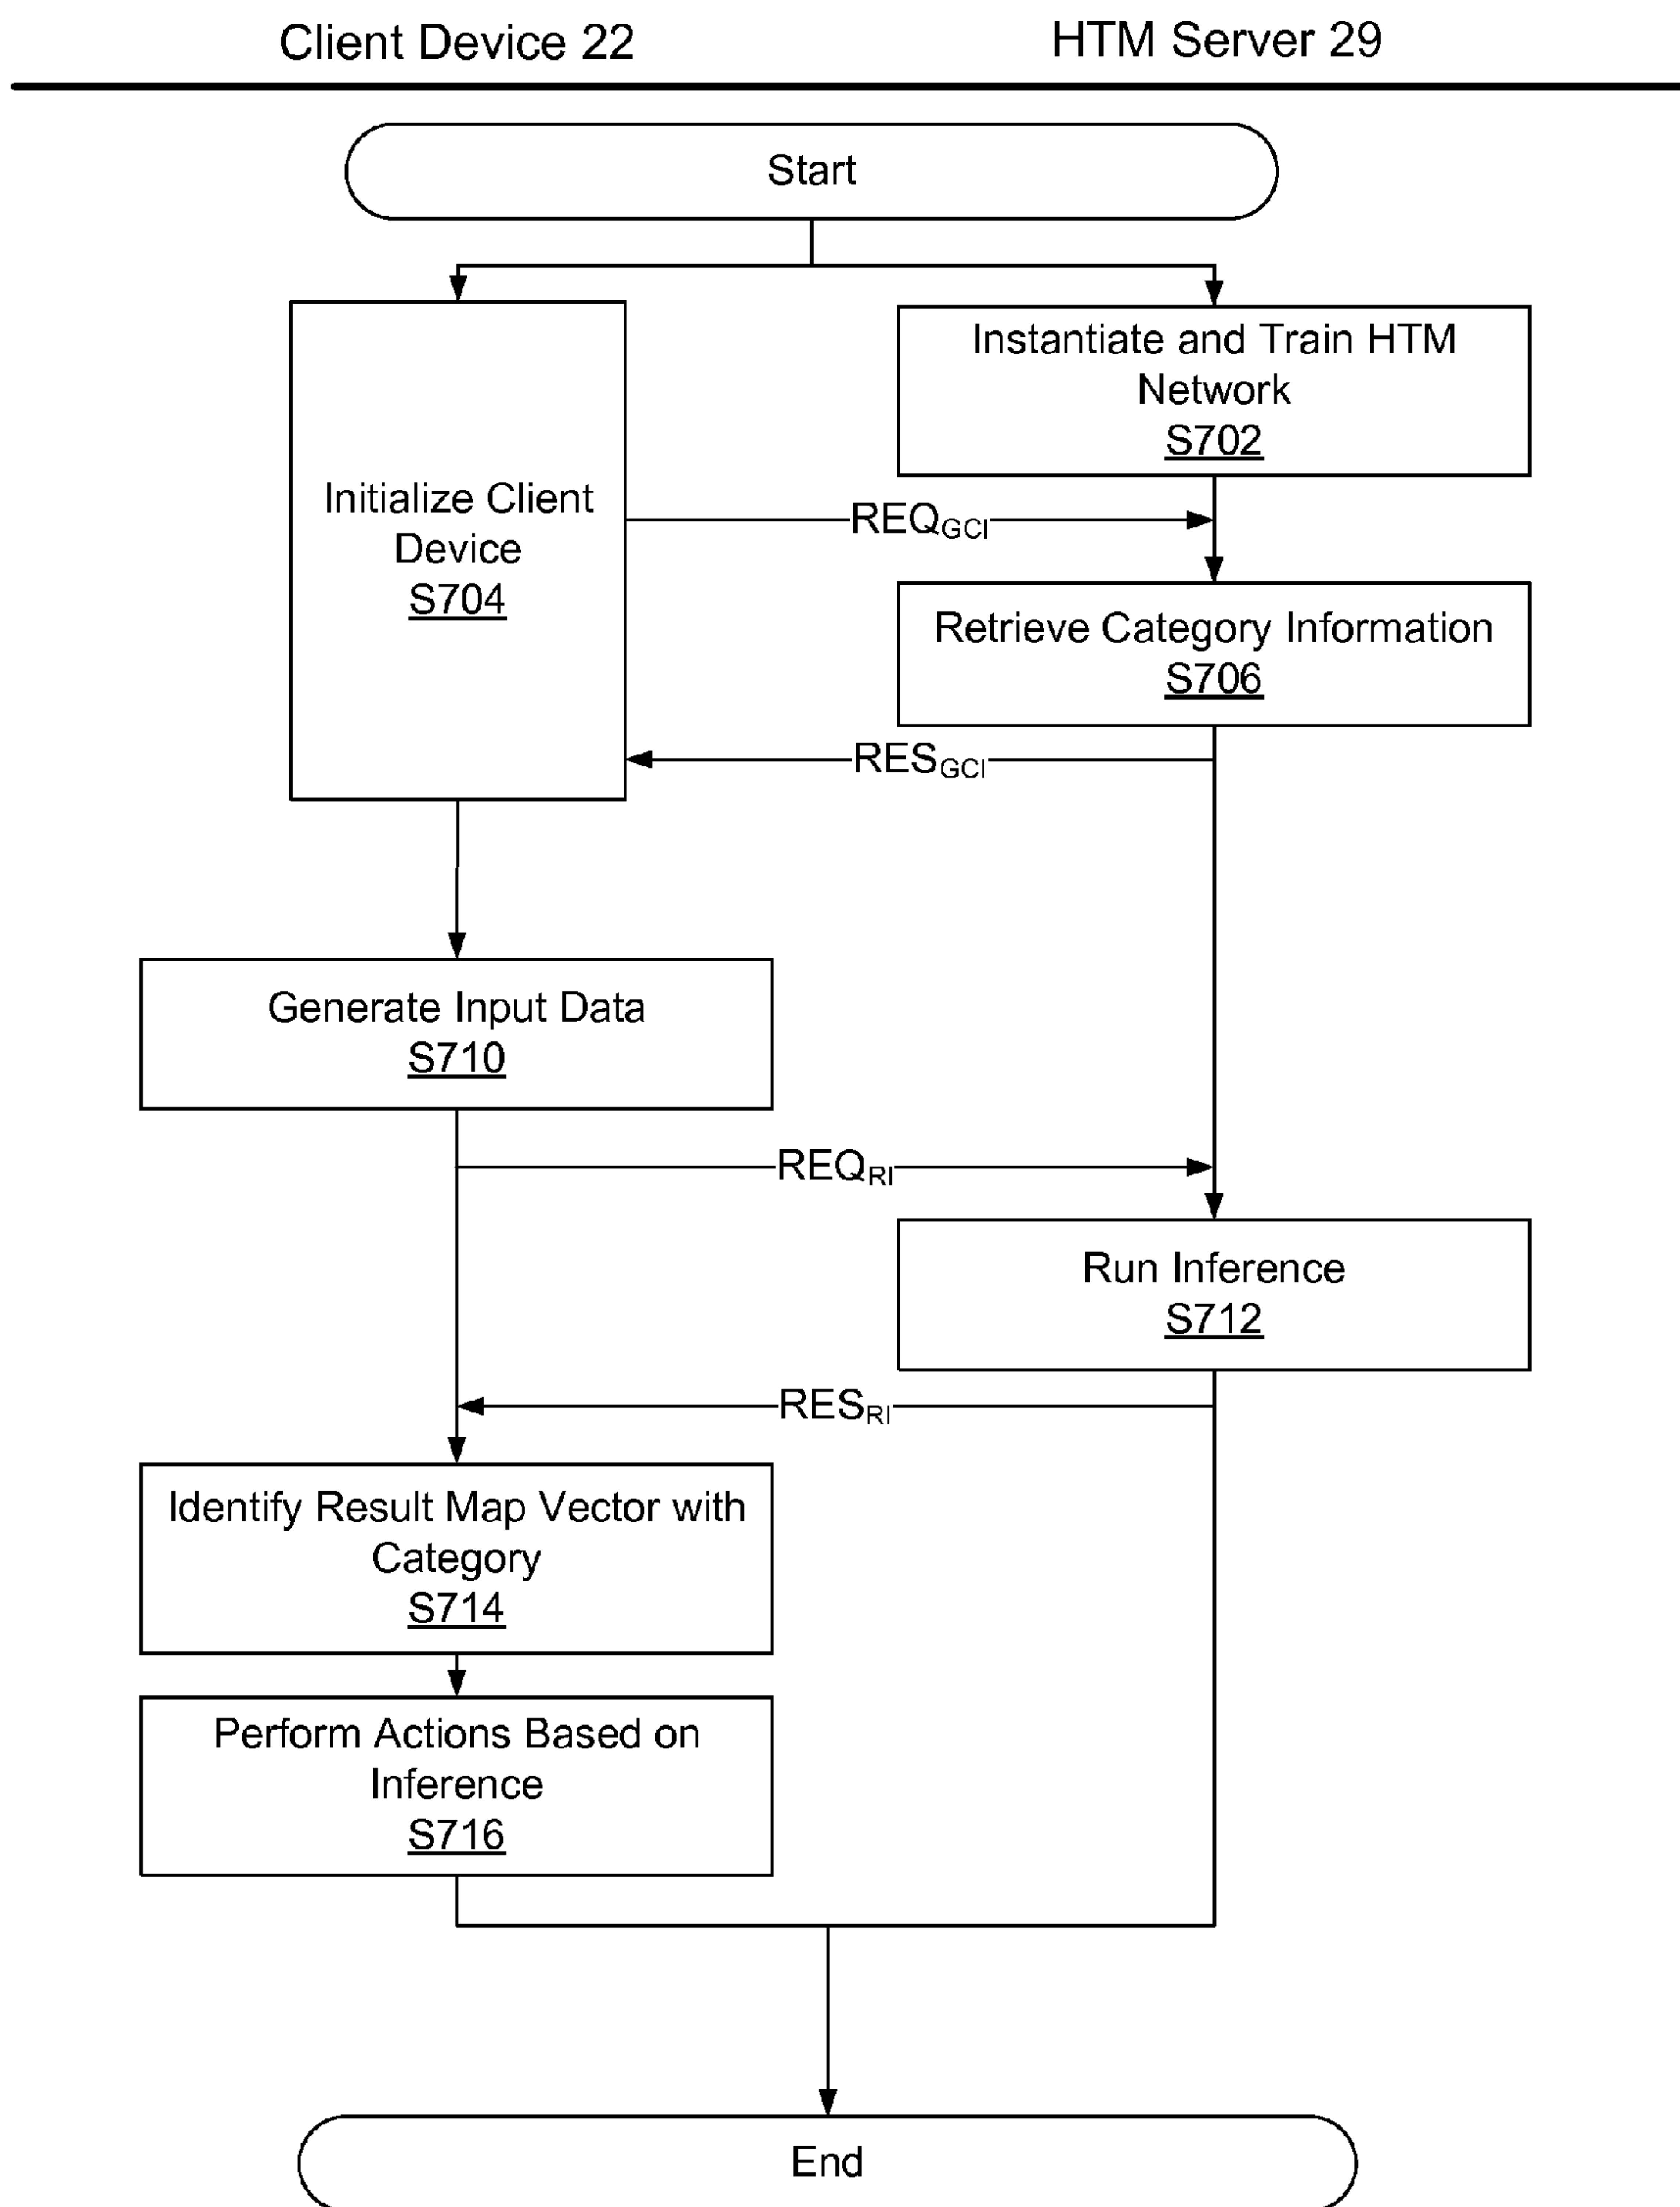 Client Device 22
HTM Server 29
Start
Instantiate and Train HTM
Network
S702
Initialize Client
Device
S704
REQGCI
Retrieve Category Information
S706
RESGCI
Generate Input Data
S710
REQRI
Run Inference
S712
RESRI
Identify Result Map Vector with
Category
S714
Perform Actions Based on
Inference
S716
End